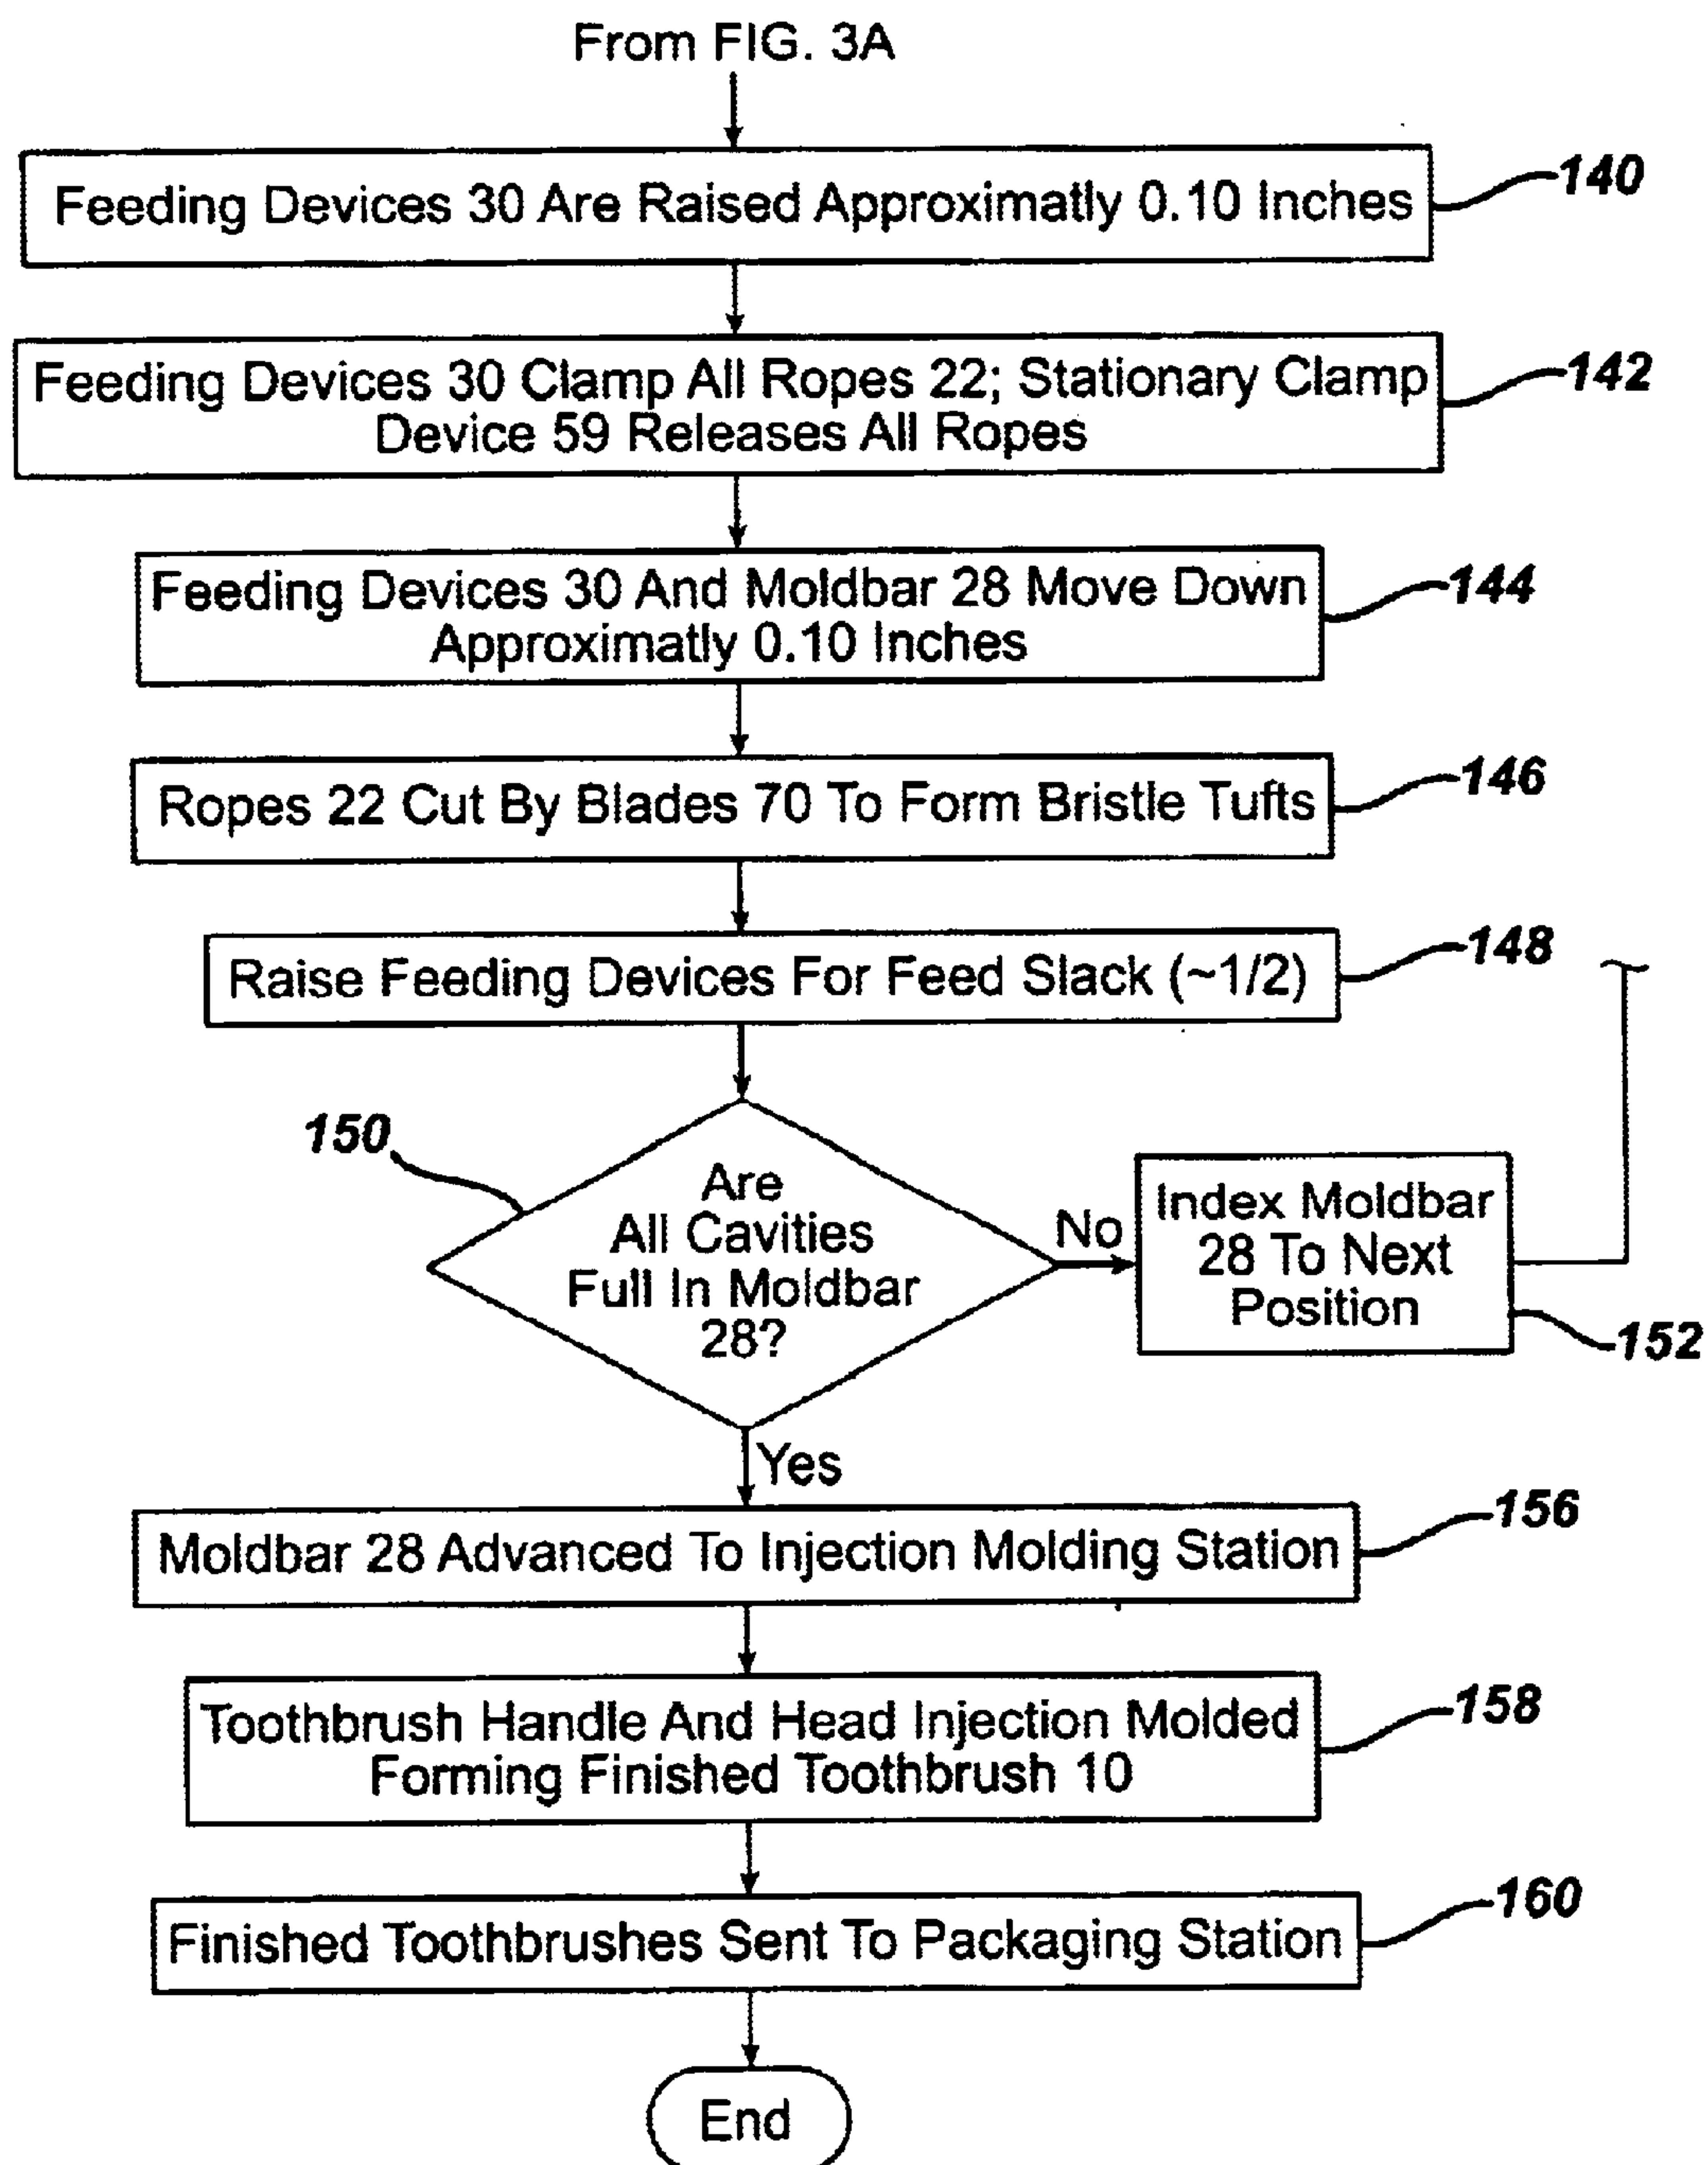 From FIG. 3A
Feeding Devices 30 Are Raised Approximatly 0.10 Inches
140
Feeding Devices 30 Clamp All Ropes 22; Stationary Clamp
Device 59 Releases All Ropes
142
Feeding Devices 30 And Moldbar 28 Move Down
Approximatly 0.10 Inches
144
Ropes 22 Cut By Blades 70 To Form Bristle Tufts
146
Raise Feeding Devices For Feed Slack (~1/2)
148
150
Are
All Cavities
Full In Moldbar
28?
No
Index Moldbar
28 To Next
Position
152
Yes
Moldbar 28 Advanced To Injection Molding Station
156
Toothbrush Handle And Head Injection Molded
Forming Finished Toothbrush 10
158
Finished Toothbrushes Sent To Packaging Station
160
End